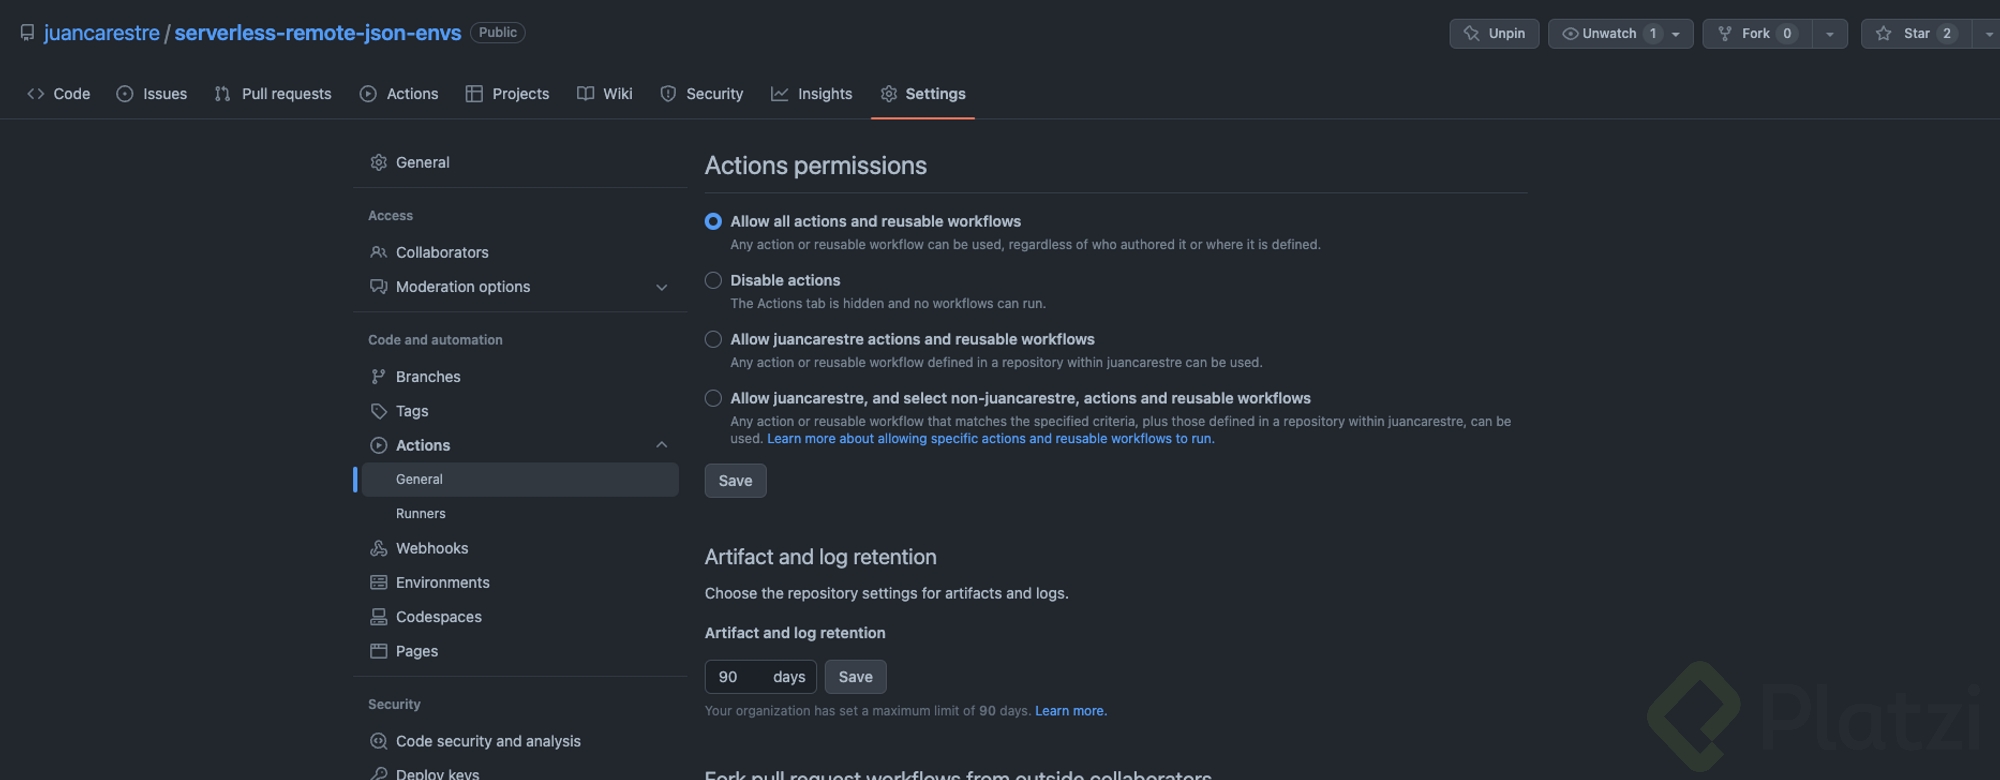 juancarestre / serverless-remote-json-envs Public
Unpin Unwatch 1 Fork 0 Star 2
Code Issues Pull requests Actions Projects Wiki Security Insights Settings
General
Access
Collaborators
Moderation options
Code and automation
Branches
Tags
Actions
General
Runners
Webhooks
Environments
Codespaces
Pages
Security
Code security and analysis
Deploy keys
Actions permissions
Allow all actions and reusable workflows
Any action or reusable workflow can be used, regardless of who authored it or where it is defined.
Disable actions
The Actions tab is hidden and no workflows can run.
Allow juancarestre actions and reusable workflows
Any action or reusable workflow defined in a repository within juancarestre can be used.
Allow juancarestre, and select non-juancarestre, actions and reusable workflows
Any action or reusable workflow that matches the specified criteria, plus those defined in a repository within juancarestre, can be
used. Learn more about allowing specific actions and reusable workflows to run.
Save
Artifact and log retention
Choose the repository settings for artifacts and logs.
Artifact and log retention
90 days Save
Your organization has set a maximum limit of 90 days. Learn more.
Fork pull request workflows from outside collaborators
Platzi